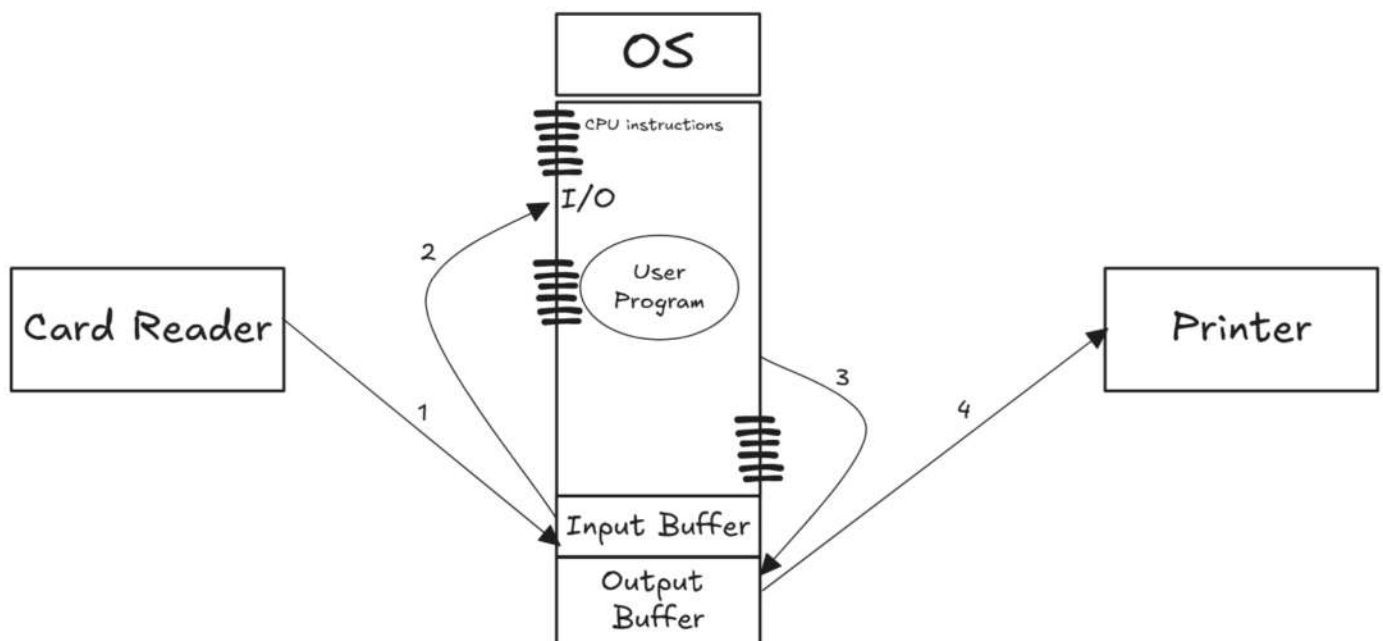 OS
CPU instructions
I/O
2
User
Program
Card Reader
Printer
3
1
4
Input Buffer
Output
Buffer